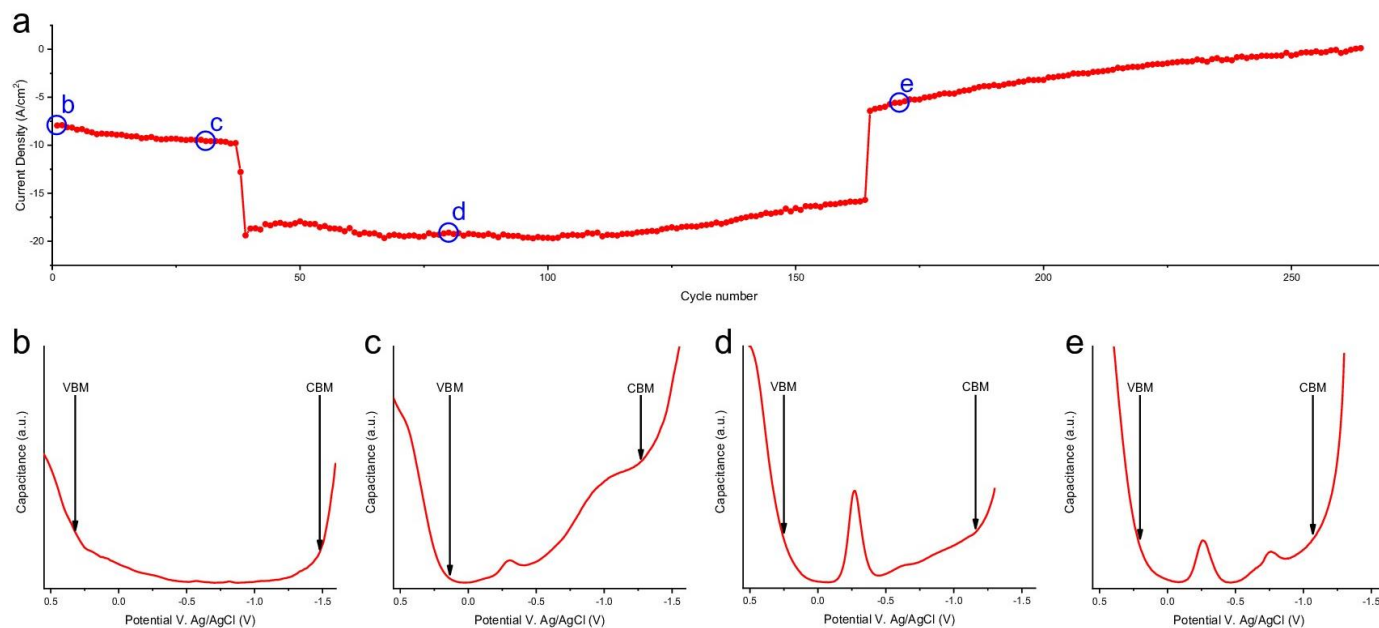 a
Current Density (A/cm²)
0
-5
-10
-15
-20
b
c
d
e
0 50 100 150 200 250
Cycle number
b
Capacitance (a.u.)
VBM
CBM
0.5 0.0 -0.5 -1.0 -1.5
Potential V. Ag/AgCl (V)
c
Capacitance (a.u.)
VBM
CBM
0.5 0.0 -0.5 -1.0 -1.5
Potential V. Ag/AgCl (V)
d
Capacitance (a.u.)
VBM
CBM
0.5 0.0 -0.5 -1.0 -1.5
Potential V. Ag/AgCl (V)
e
Capacitance (a.u.)
VBM
CBM
0.5 0.0 -0.5 -1.0 -1.5
Potential V. Ag/AgCl (V)